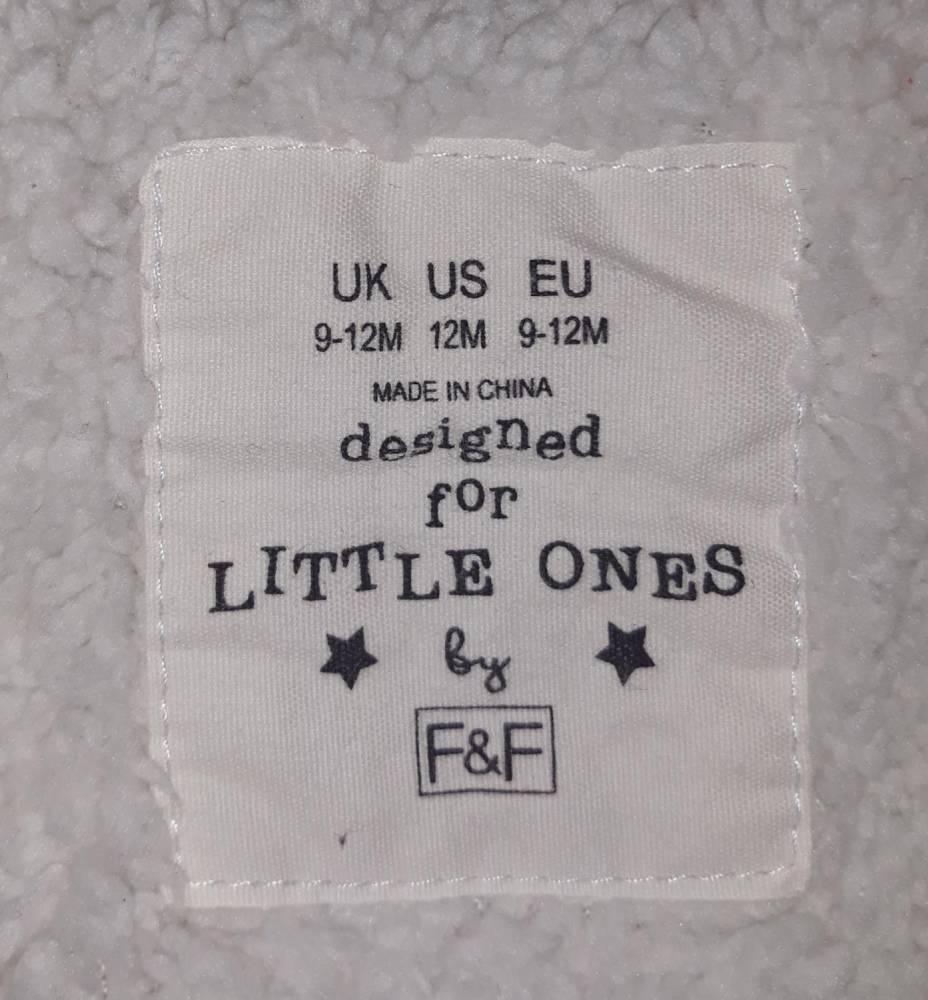 UK US EU
9-12M 12M 9-12M
MADE IN CHINA
designed
for
LITTLE ONES
by
F&F